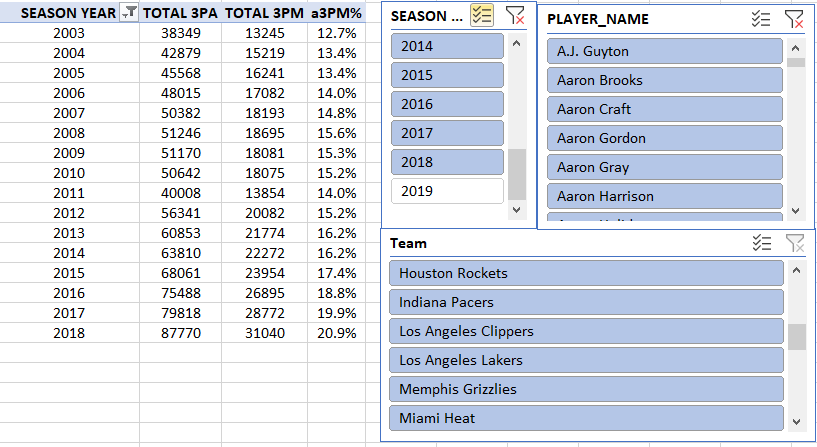 SEASON YEAR TOTAL 3PA TOTAL 3PM a3PM%
2003 38349 13245 12.7%
2004 42879 15219 13.4%
2005 45568 16241 13.4%
2006 48015 17082 14.0%
2007 50382 18193 14.8%
2008 51246 18695 15.6%
2009 51170 18081 15.3%
2010 50642 18075 15.2%
2011 40008 13854 14.0%
2012 56341 20082 15.2%
2013 60853 21774 16.2%
2014 63810 22272 16.2%
2015 68061 23954 17.4%
2016 75488 26895 18.8%
2017 79818 28772 19.9%
2018 87770 31040 20.9%
SEASON ...
2014
2015
2016
2017
2018
2019
PLAYER_NAME
A.J. Guyton
Aaron Brooks
Aaron Craft
Aaron Gordon
Aaron Gray
Aaron Harrison
Team
Houston Rockets
Indiana Pacers
Los Angeles Clippers
Los Angeles Lakers
Memphis Grizzlies
Miami Heat